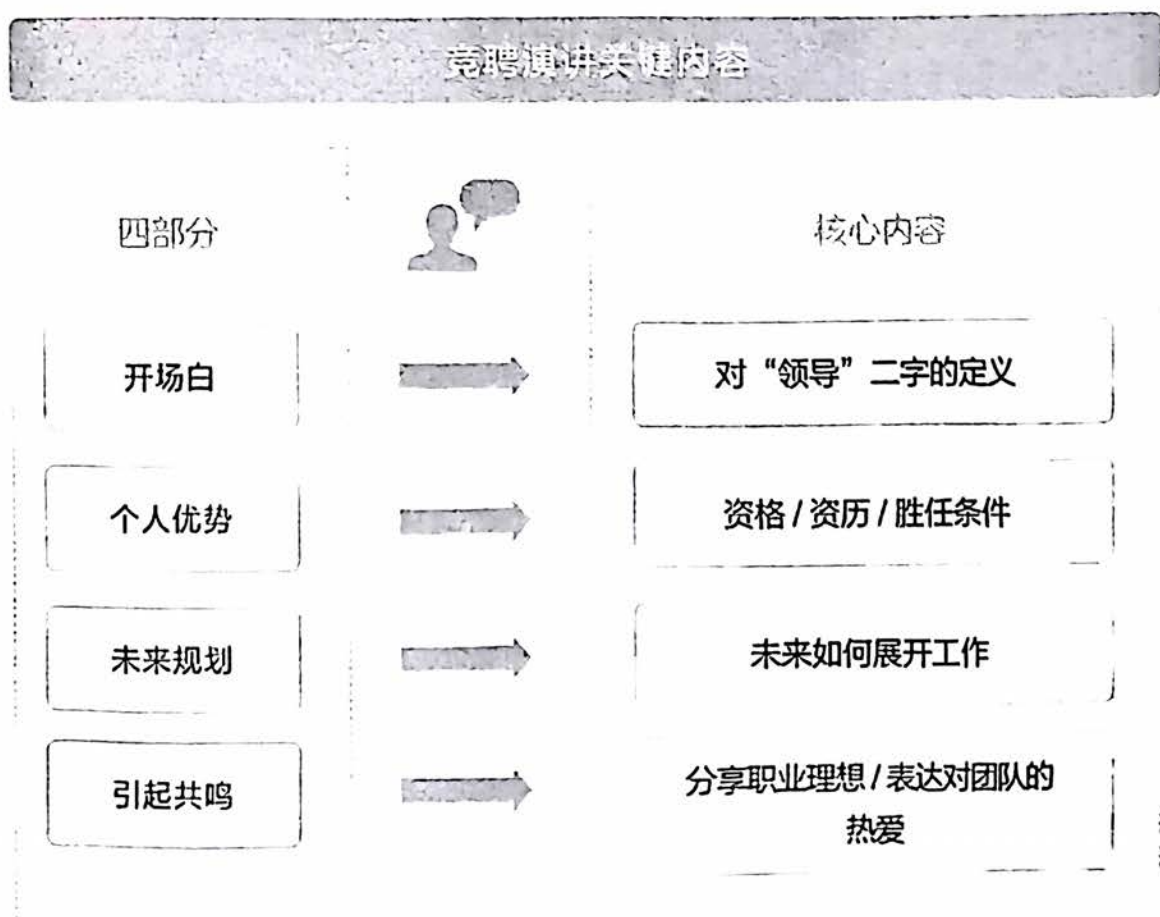 竞聘演讲关键内容
四部分
核心内容
开场白
对“领导”二字的定义
个人优势
资格 / 资历 / 胜任条件
未来规划
未来如何展开工作
引起共鸣
分享职业理想 / 表达对团队的
热爱